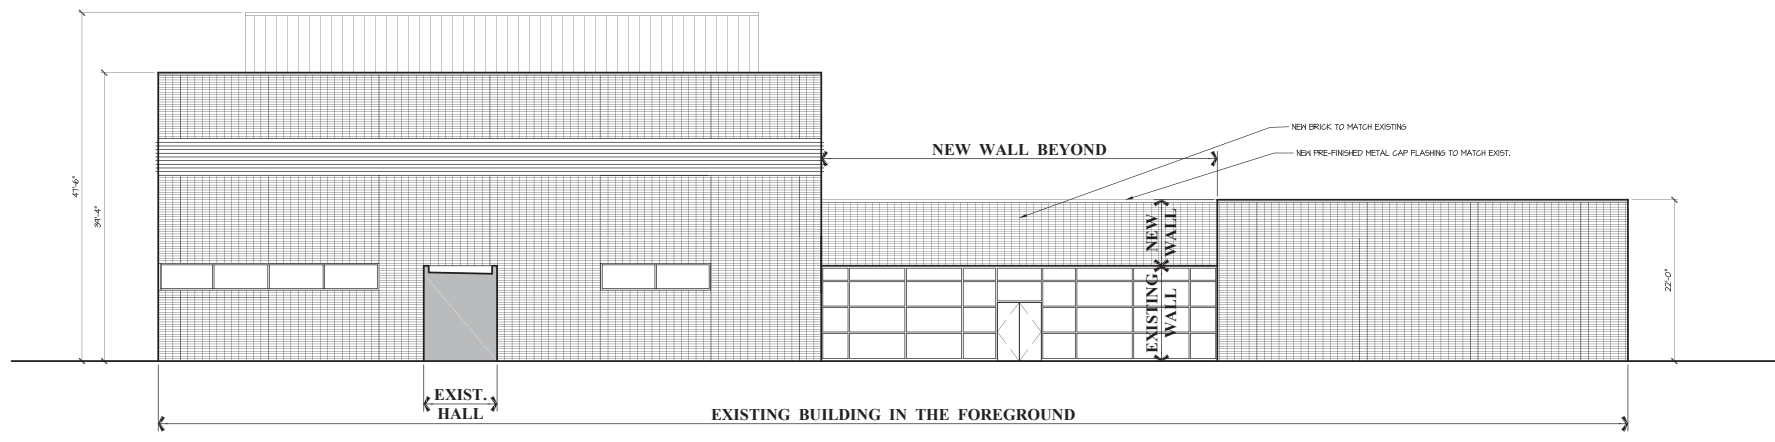 47'-6"
39'-4"
NEW BRICK TO MATCH EXISTING
NEW WALL BEYOND
NEW PRE-FINISHED METAL CAP FLASHING TO MATCH EXIST.
NEW
WALL
EXISTING
WALL
22'-0"
EXIST.
HALL
EXISTING BUILDING IN THE FOREGROUND